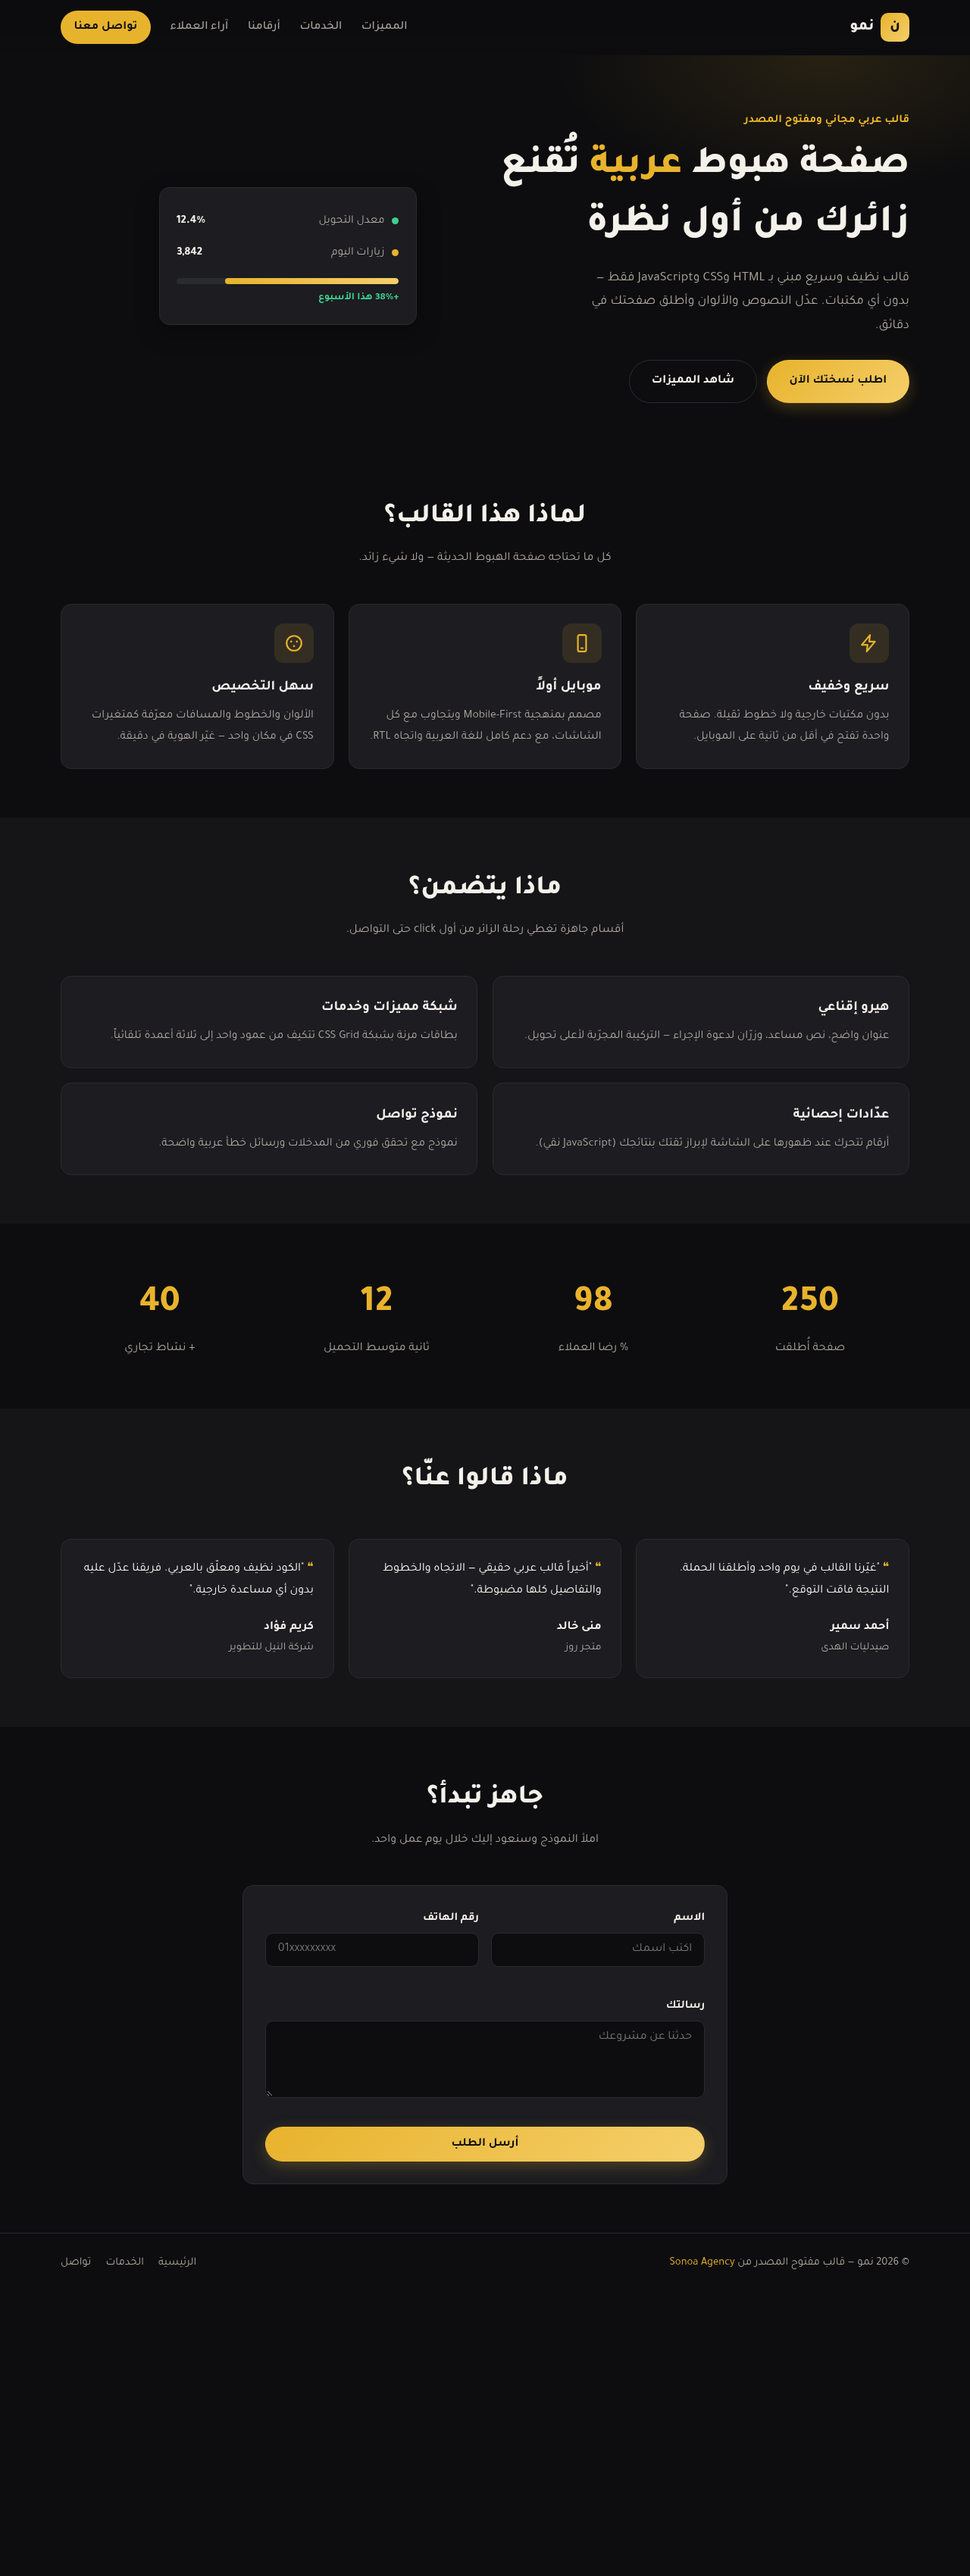 ن نمو
المميزات
الخدمات
أرقامنا
آراء العملاء
تواصل معنا
قالب عربي مجاني ومفتوح المصدر
صفحة هبوط عربية تُقنع
زائرك من أول نظرة
قالب نظيف وسريع مبني بـ HTML وCSS وJavaScript فقط —
بدون أي مكتبات. عدّل النصوص والألوان وأطلق صفحتك في
دقائق.
اطلب نسختك الآن
شاهد المميزات
معدل التحويل
12.4%
زيارات اليوم
3,842
+38% هذا الأسبوع
لماذا هذا القالب؟
كل ما تحتاجه صفحة الهبوط الحديثة — ولا شيء زائد.
سريع وخفيف
بدون مكتبات خارجية ولا خطوط ثقيلة. صفحة
واحدة تفتح في أقل من ثانية على الموبايل.
موبايل أولاً
مصمم بمنهجية Mobile-First ويتجاوب مع كل
الشاشات، مع دعم كامل للغة العربية واتجاه RTL.
سهل التخصيص
الألوان والخطوط والمسافات معرّفة كمتغيرات
CSS في مكان واحد — غيّر الهوية في دقيقة.
ماذا يتضمن؟
أقسام جاهزة تغطي رحلة الزائر من أول click حتى التواصل.
هيرو إقناعي
عنوان واضح، نص مساعد، وزرّان لدعوة الإجراء — التركيبة المجرّبة لأعلى تحويل.
شبكة مميزات وخدمات
بطاقات مرنة بشبكة CSS Grid تتكيف من عمود واحد إلى ثلاثة أعمدة تلقائياً.
عدّادات إحصائية
أرقام تتحرك عند ظهورها على الشاشة لإبراز ثقتك بنتائجك (JavaScript نقي).
نموذج تواصل
نموذج مع تحقق فوري من المدخلات ورسائل خطأ عربية واضحة.
250
صفحة أُطلقت
98
% رضا العملاء
12
ثانية متوسط التحميل
40
+ نشاط تجاري
ماذا قالوا عنّا؟
❝ "غيّرنا القالب في يوم واحد وأطلقنا الحملة.
النتيجة فاقت التوقع."
أحمد سمير
صيدليات الهدى
❝ "أخيراً قالب عربي حقيقي — الاتجاه والخطوط
والتفاصيل كلها مضبوطة."
منى خالد
متجر روز
❝ "الكود نظيف ومعلّق بالعربي. فريقنا عدّل عليه
بدون أي مساعدة خارجية."
كريم فؤاد
شركة النيل للتطوير
جاهز تبدأ؟
املأ النموذج وسنعود إليك خلال يوم عمل واحد.
الاسم
اكتب اسمك
رقم الهاتف
01xxxxxxxxx
رسالتك
حدثنا عن مشروعك
أرسل الطلب
© 2026 نمو — قالب مفتوح المصدر من Sonoa Agency
الرئيسية
الخدمات
تواصل